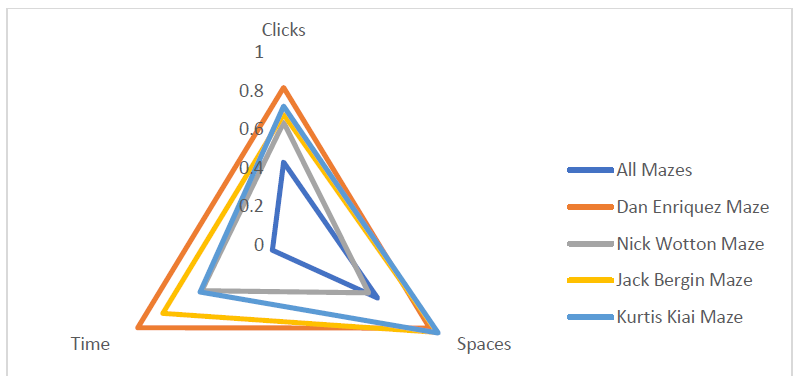 Clicks
1
0.8
0.6
0.4
0.2
0
Time
Spaces
All Mazes
Dan Enriquez Maze
Nick Wotton Maze
Jack Bergin Maze
Kurtis Kiai Maze